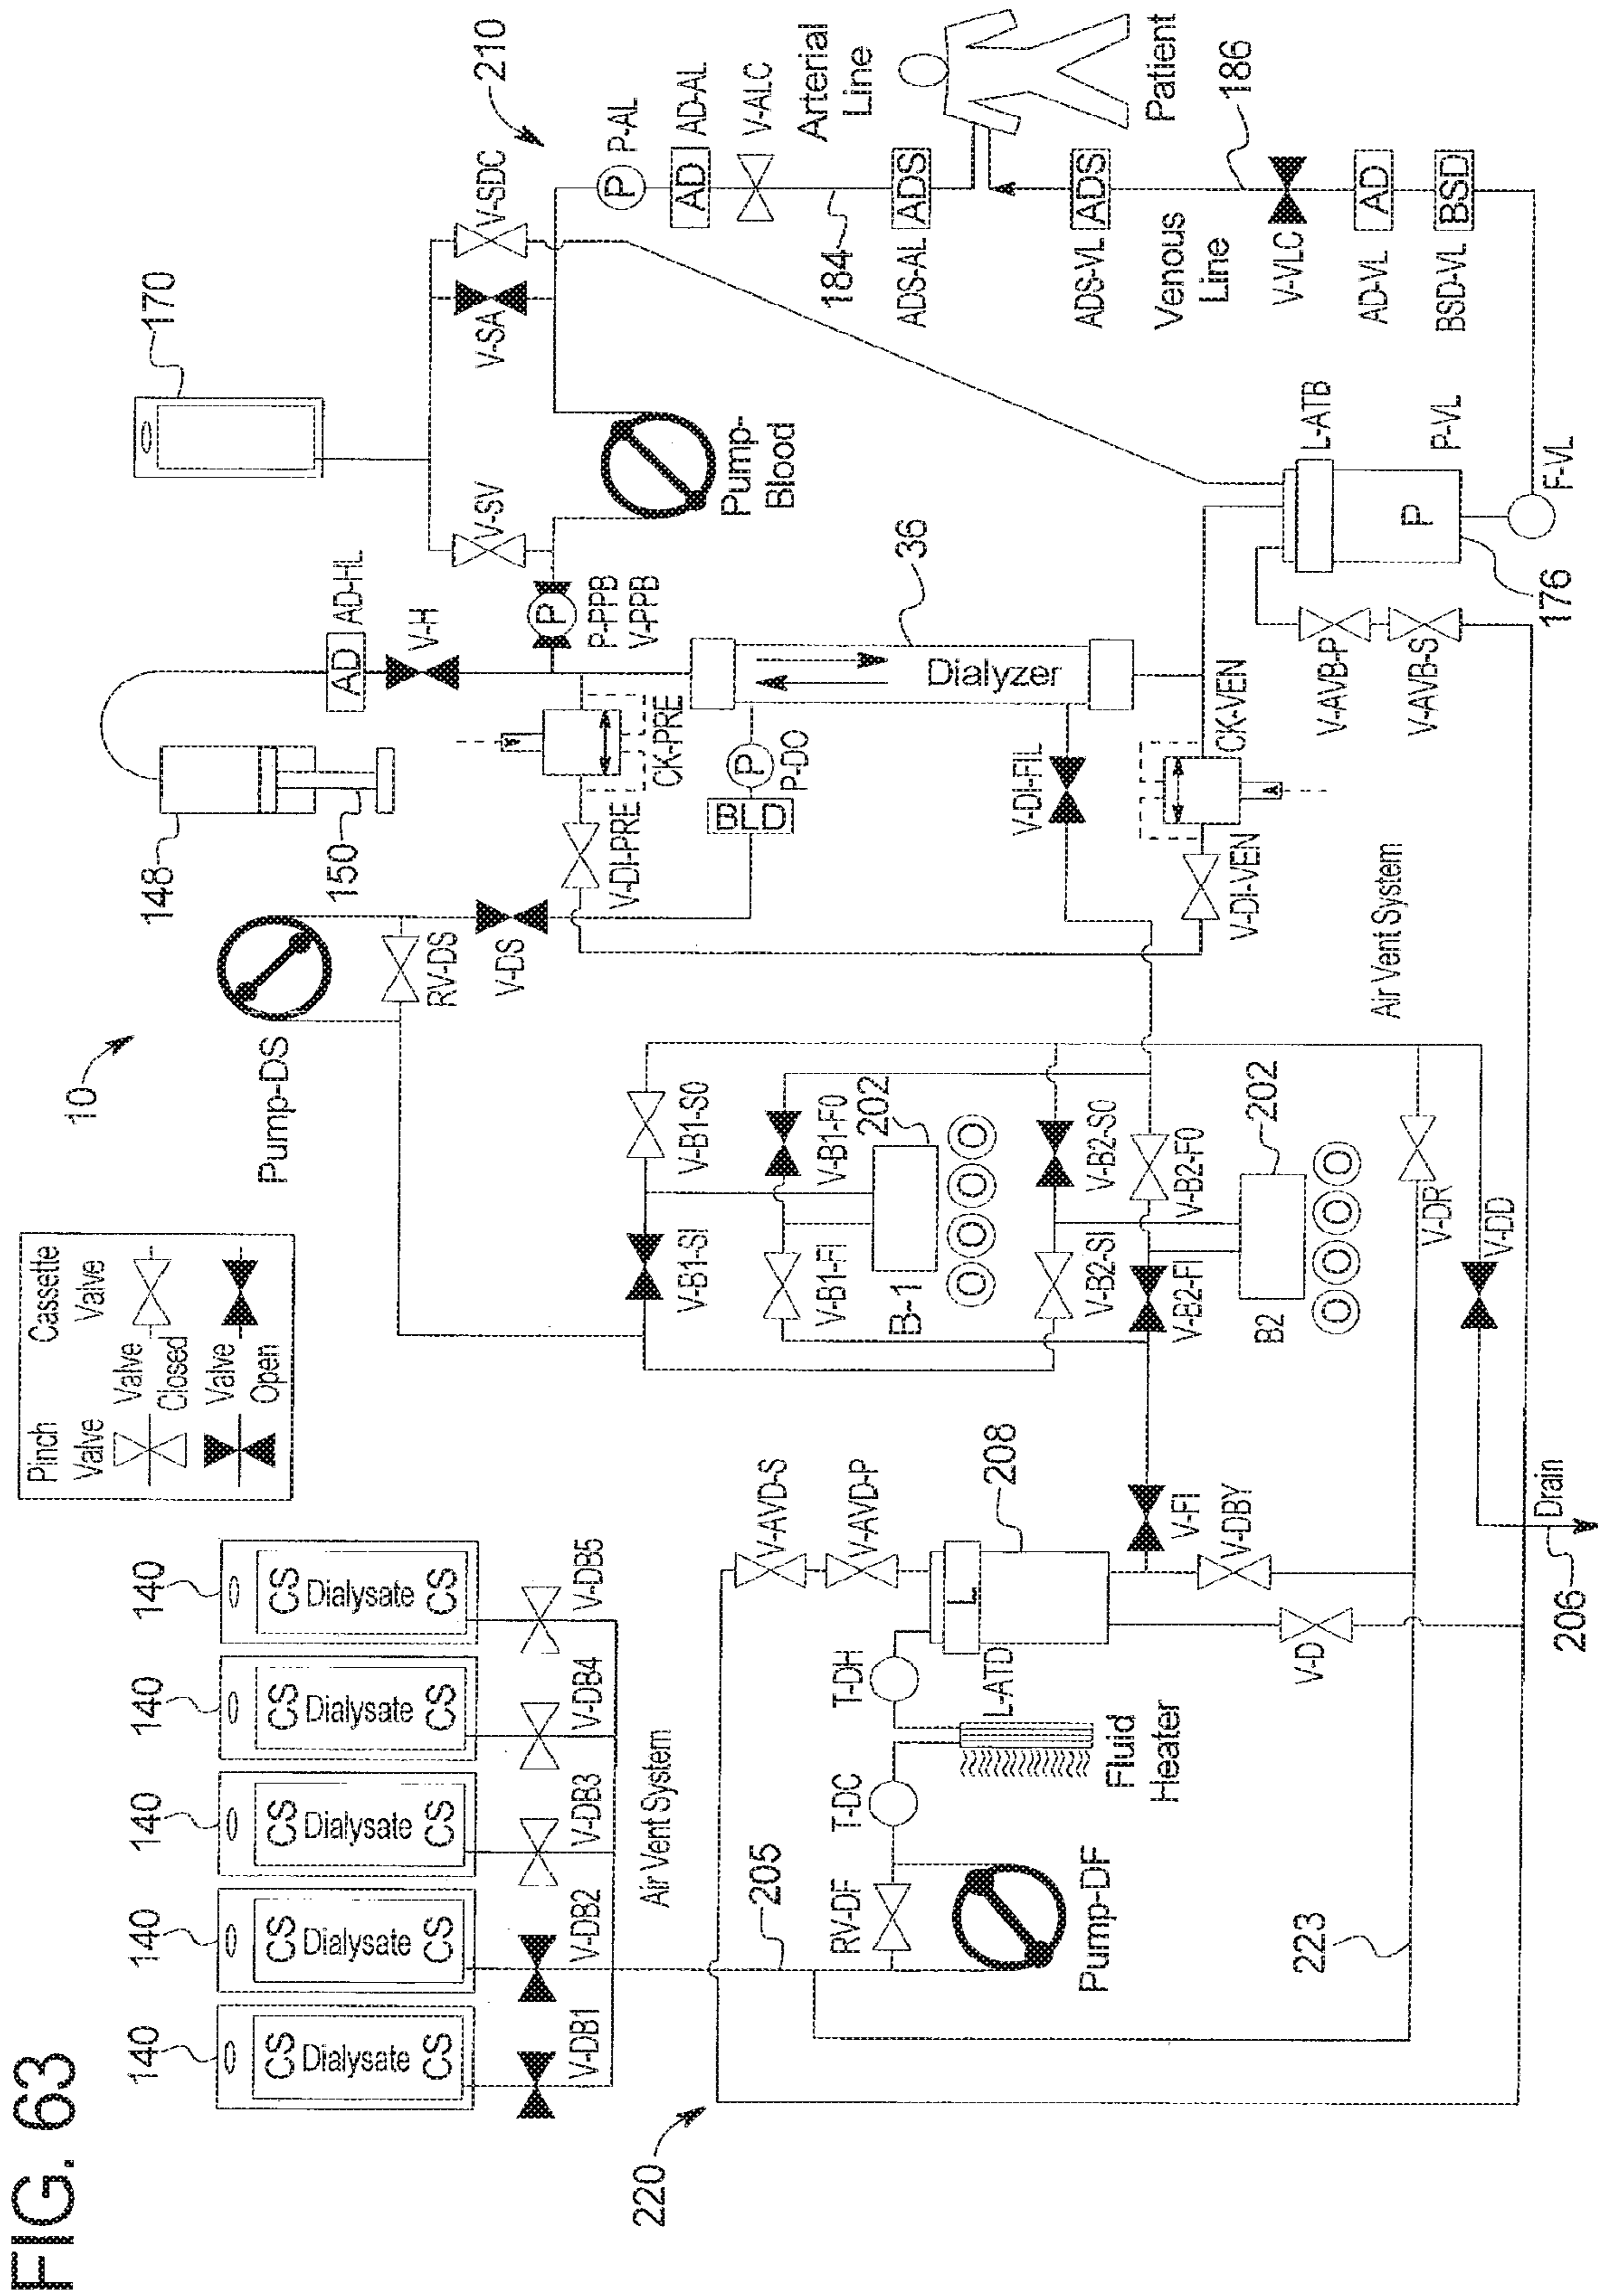 FIG. 63
220
10
210
Pinch Valve
Cassette Valve
Valve Closed
Valve Open
140
140
140
140
140
CS Dialysate CS
CS Dialysate CS
CS Dialysate CS
CS Dialysate CS
CS Dialysate CS
V-DB1
V-DB2
V-DB3
V-DB4
V-DB5
Air Vent System
205
RV-DF
Pump-DF
T-DC
Fluid Heater
T-DH
L-ATD
L
208
V-AVD-S
V-AVD-P
V-FI
V-DBY
V-D
223
206
Drain
V-DD
V-DR
Pump-DS
RV-DS
V-DS
V-B1-SI
V-B1-S0
V-B1-FI
V-B1-F0
B-1
202
V-B2-SI
V-B2-S0
V-B2-FI
V-B2-F0
B2
202
Air Vent System
148
150
AD
AD-HL
V-H
V-DI-PRE
CK-PRE
P
P-PPB
V-PPB
BLD
P
P-DO
V-DI-FIL
Dialyzer
36
V-DI-VEN
CK-VEN
170
V-SV
V-SA
V-SDC
Pump-Blood
P
P-AL
AD
AD-AL
V-ALC
Arterial Line
184
ADS
ADS-AL
Patient
ADS
ADS-VL
Venous Line
186
V-VLC
AD
AD-VL
BSD
BSD-VL
L-ATB
P
P-VL
F-VL
176
V-AVB-P
V-AVB-S